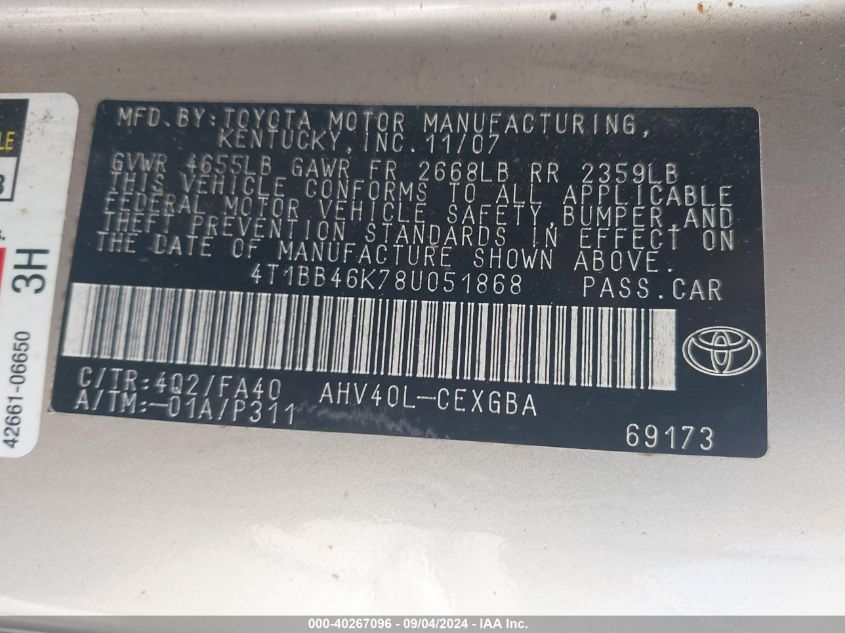 MFD.BY:TOYOTA MOTOR MANUFACTURING,
KENTUCKY, INC. 11/07
GVWR 4655LB GAWR FR 2668LB RR 2359LB
THIS VEHICLE CONFORMS TO ALL APPLICABLE
FEDERAL MOTOR VEHICLE SAFETY, BUMPER AND
THEFT PREVENTION STANDARDS IN EFFECT ON
THE DATE OF MANUFACTURE SHOWN ABOVE.
4T1BB46K78U051868 PASS.CAR
C/TR:4Q2/FA40 AHV40L-CEXGBA
A/TM:-01A/P311
69173
3H
42661-06650
000-40267096 - 09/04/2024 - IAA Inc.